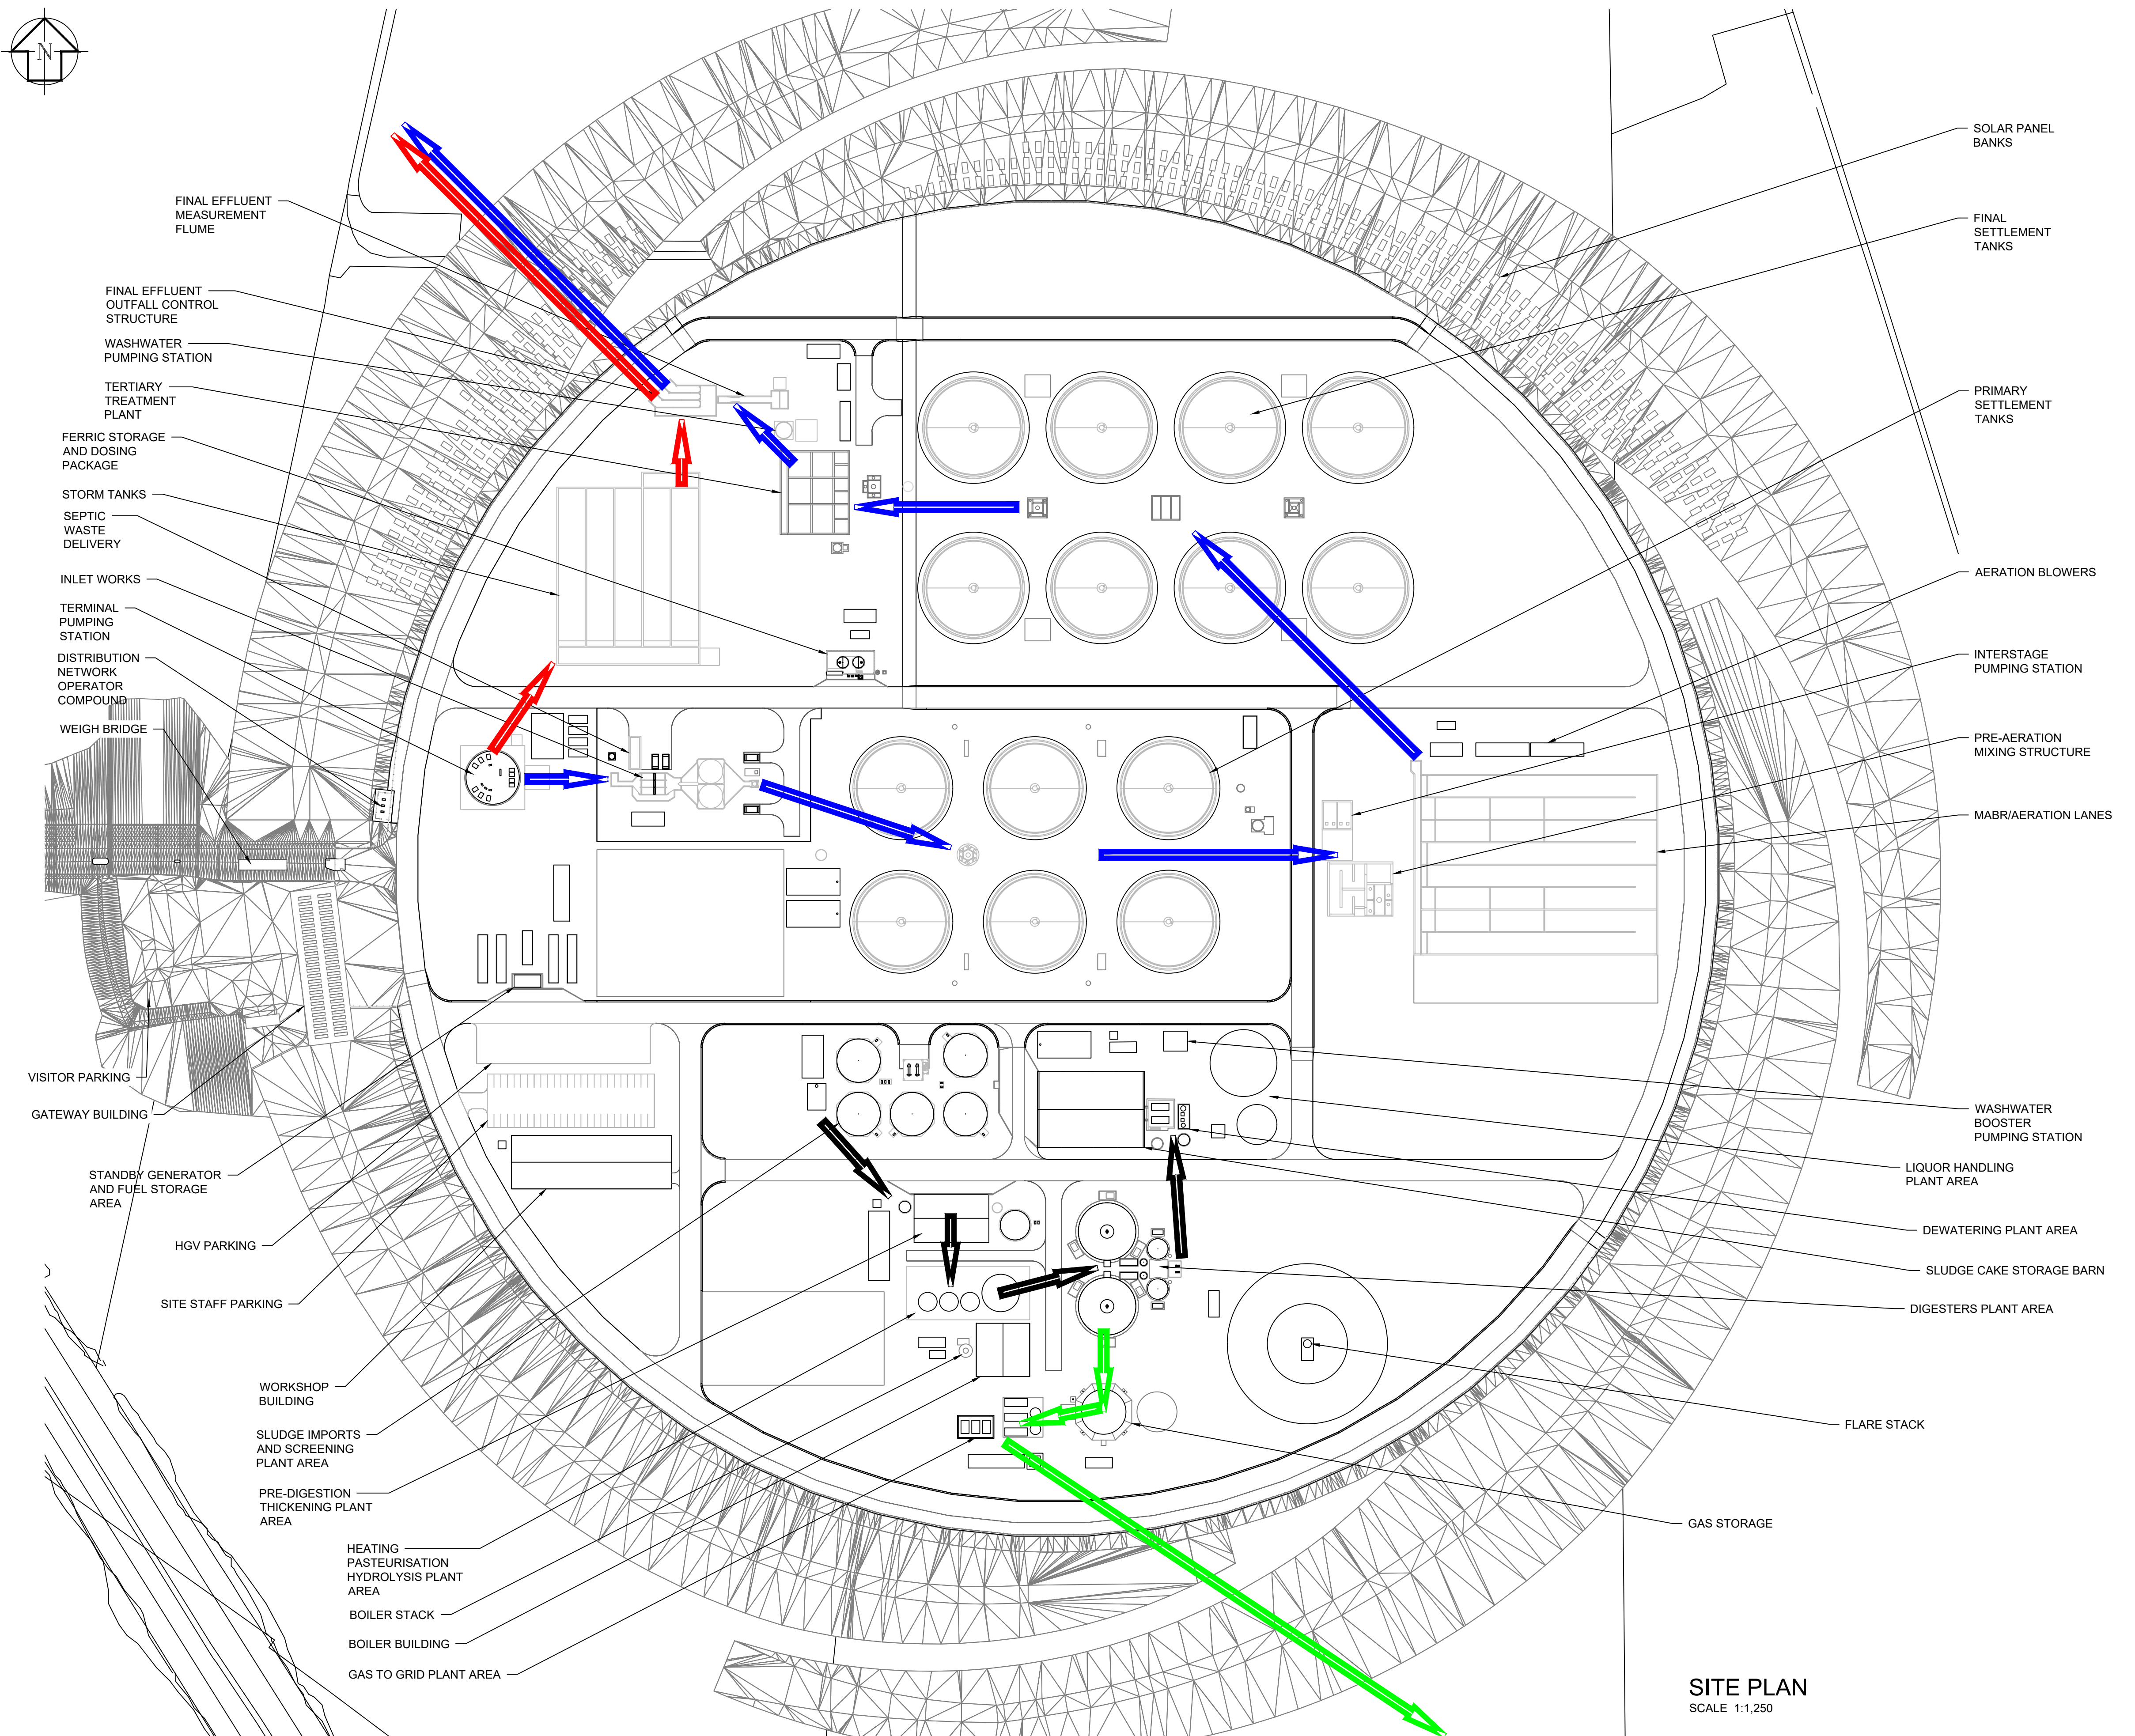 N
FINAL EFFLUENT
MEASUREMENT
FLUME
FINAL EFFLUENT
OUTFALL CONTROL
STRUCTURE
WASHWATER
PUMPING STATION
TERTIARY
TREATMENT
PLANT
FERRIC STORAGE
AND DOSING
PACKAGE
STORM TANKS
SEPTIC
WASTE
DELIVERY
INLET WORKS
TERMINAL
PUMPING
STATION
DISTRIBUTION
NETWORK
OPERATOR
COMPOUND
WEIGH BRIDGE
VISITOR PARKING
GATEWAY BUILDING
STANDBY GENERATOR
AND FUEL STORAGE
AREA
HGV PARKING
SITE STAFF PARKING
WORKSHOP
BUILDING
SLUDGE IMPORTS
AND SCREENING
PLANT AREA
PRE-DIGESTION
THICKENING PLANT
AREA
HEATING
PASTEURISATION
HYDROLYSIS PLANT
AREA
BOILER STACK
BOILER BUILDING
GAS TO GRID PLANT AREA
SOLAR PANEL
BANKS
FINAL
SETTLEMENT
TANKS
PRIMARY
SETTLEMENT
TANKS
AERATION BLOWERS
INTERSTAGE
PUMPING STATION
PRE-AERATION
MIXING STRUCTURE
MABR/AERATION LANES
WASHWATER
BOOSTER
PUMPING STATION
LIQUOR HANDLING
PLANT AREA
DEWATERING PLANT AREA
SLUDGE CAKE STORAGE BARN
DIGESTERS PLANT AREA
FLARE STACK
GAS STORAGE
SITE PLAN
SCALE 1:1,250